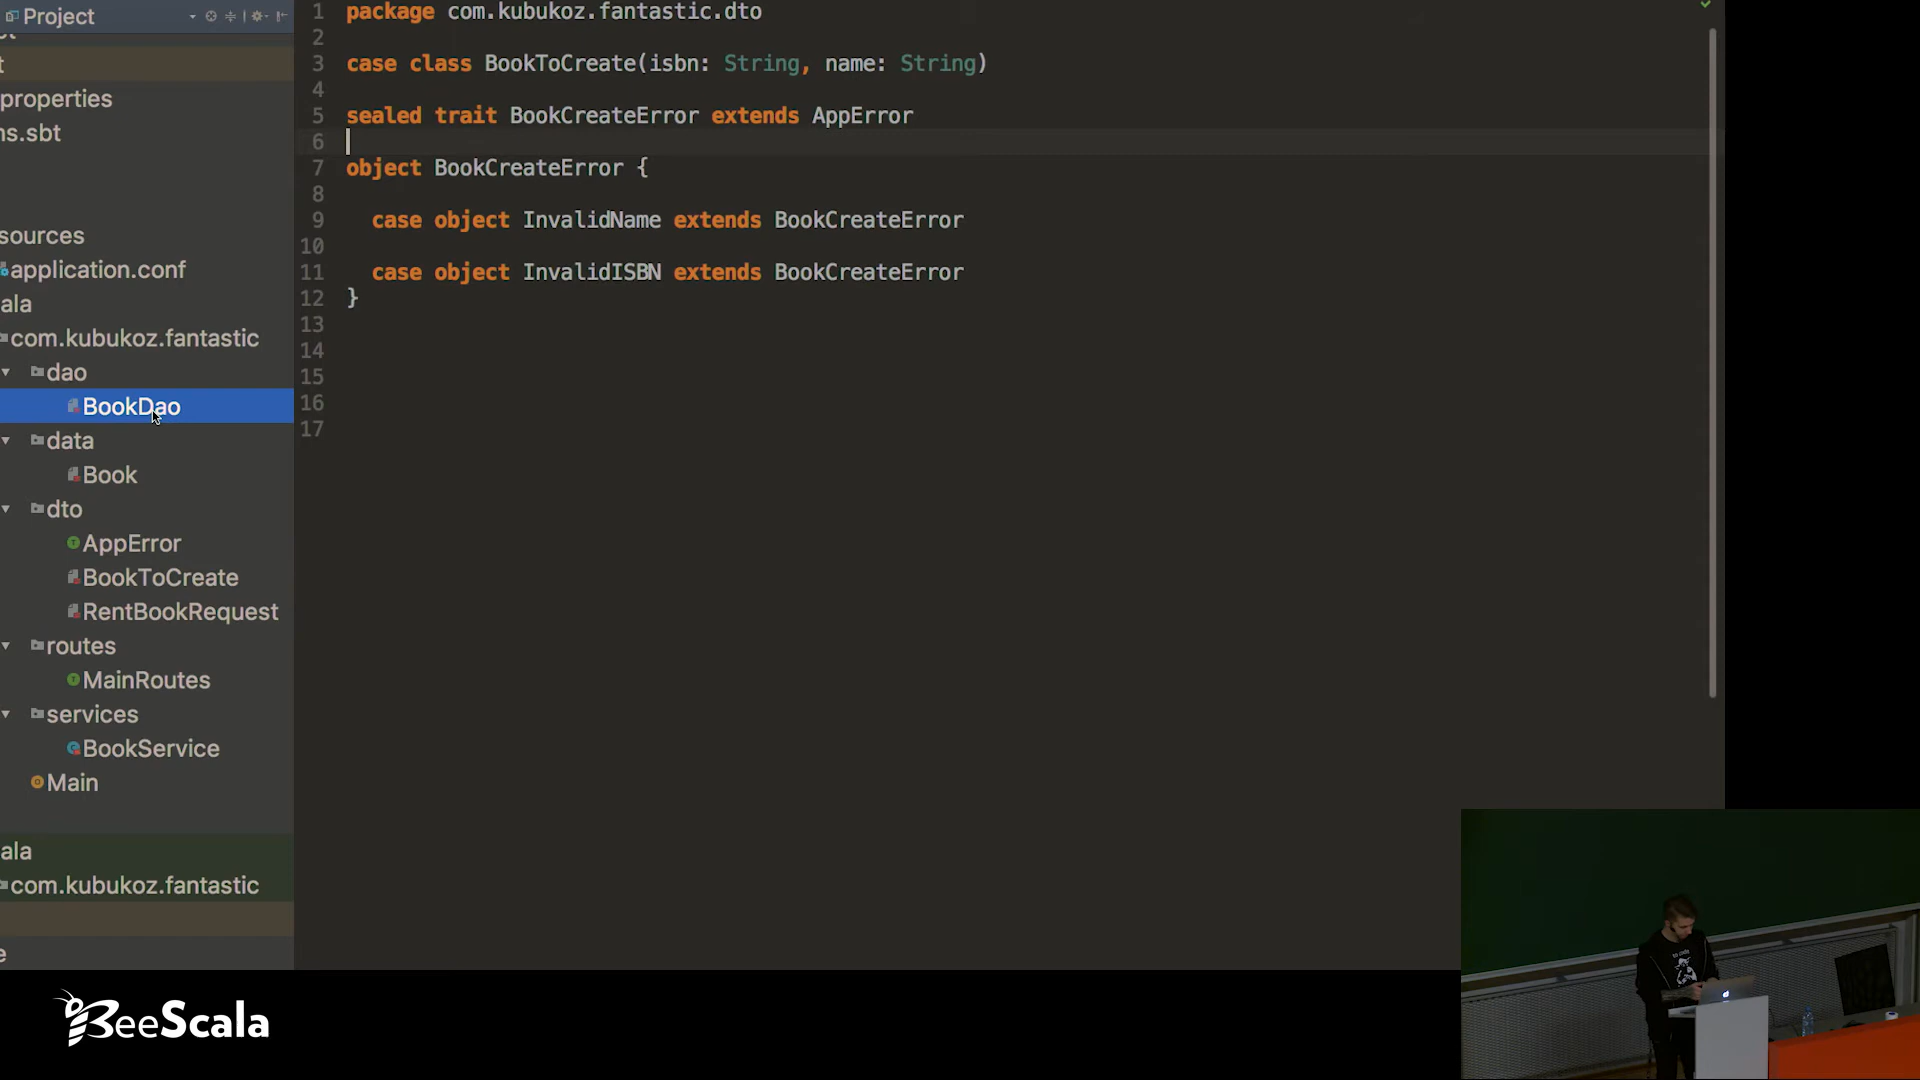 Project
t
properties
ns.sbt
sources
application.conf
ala
com.kubukoz.fantastic
dao
BookDao
data
Book
dto
AppError
BookToCreate
RentBookRequest
routes
MainRoutes
services
BookService
Main
ala
com.kubukoz.fantastic
e
1 package com.kubukoz.fantastic.dto
2
3 case class BookToCreate(isbn: String, name: String)
4
5 sealed trait BookCreateError extends AppError
6
7 object BookCreateError {
8
9 case object InvalidName extends BookCreateError
10
11 case object InvalidISBN extends BookCreateError
12 }
13
14
15
16
17
BeeScala